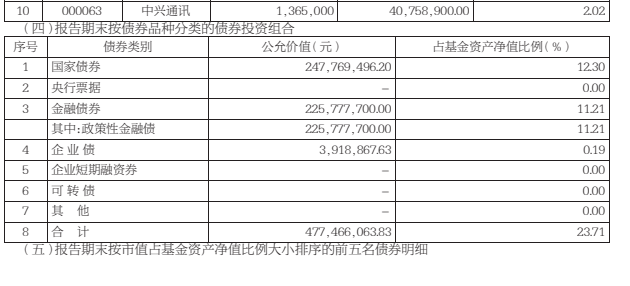 10 000063 中兴通讯 1,365,000 40,758,900.00 2.02
(四)报告期末按债券品种分类的债券投资组合
序号 债券类别 公允价值(元) 占基金资产净值比例(%)
1 国家债券 247,769,496.20 12.30
2 央行票据 – 0.00
3 金融债券 225,777,700.00 11.21
其中:政策性金融债 225,777,700.00 11.21
4 企业债 3,918,867.63 0.19
5 企业短期融资券 – 0.00
6 可转债 – 0.00
7 其 他 – 0.00
8 合 计 477,466,063.83 23.71
(五)报告期末按市值占基金资产净值比例大小排序的前五名债券明细